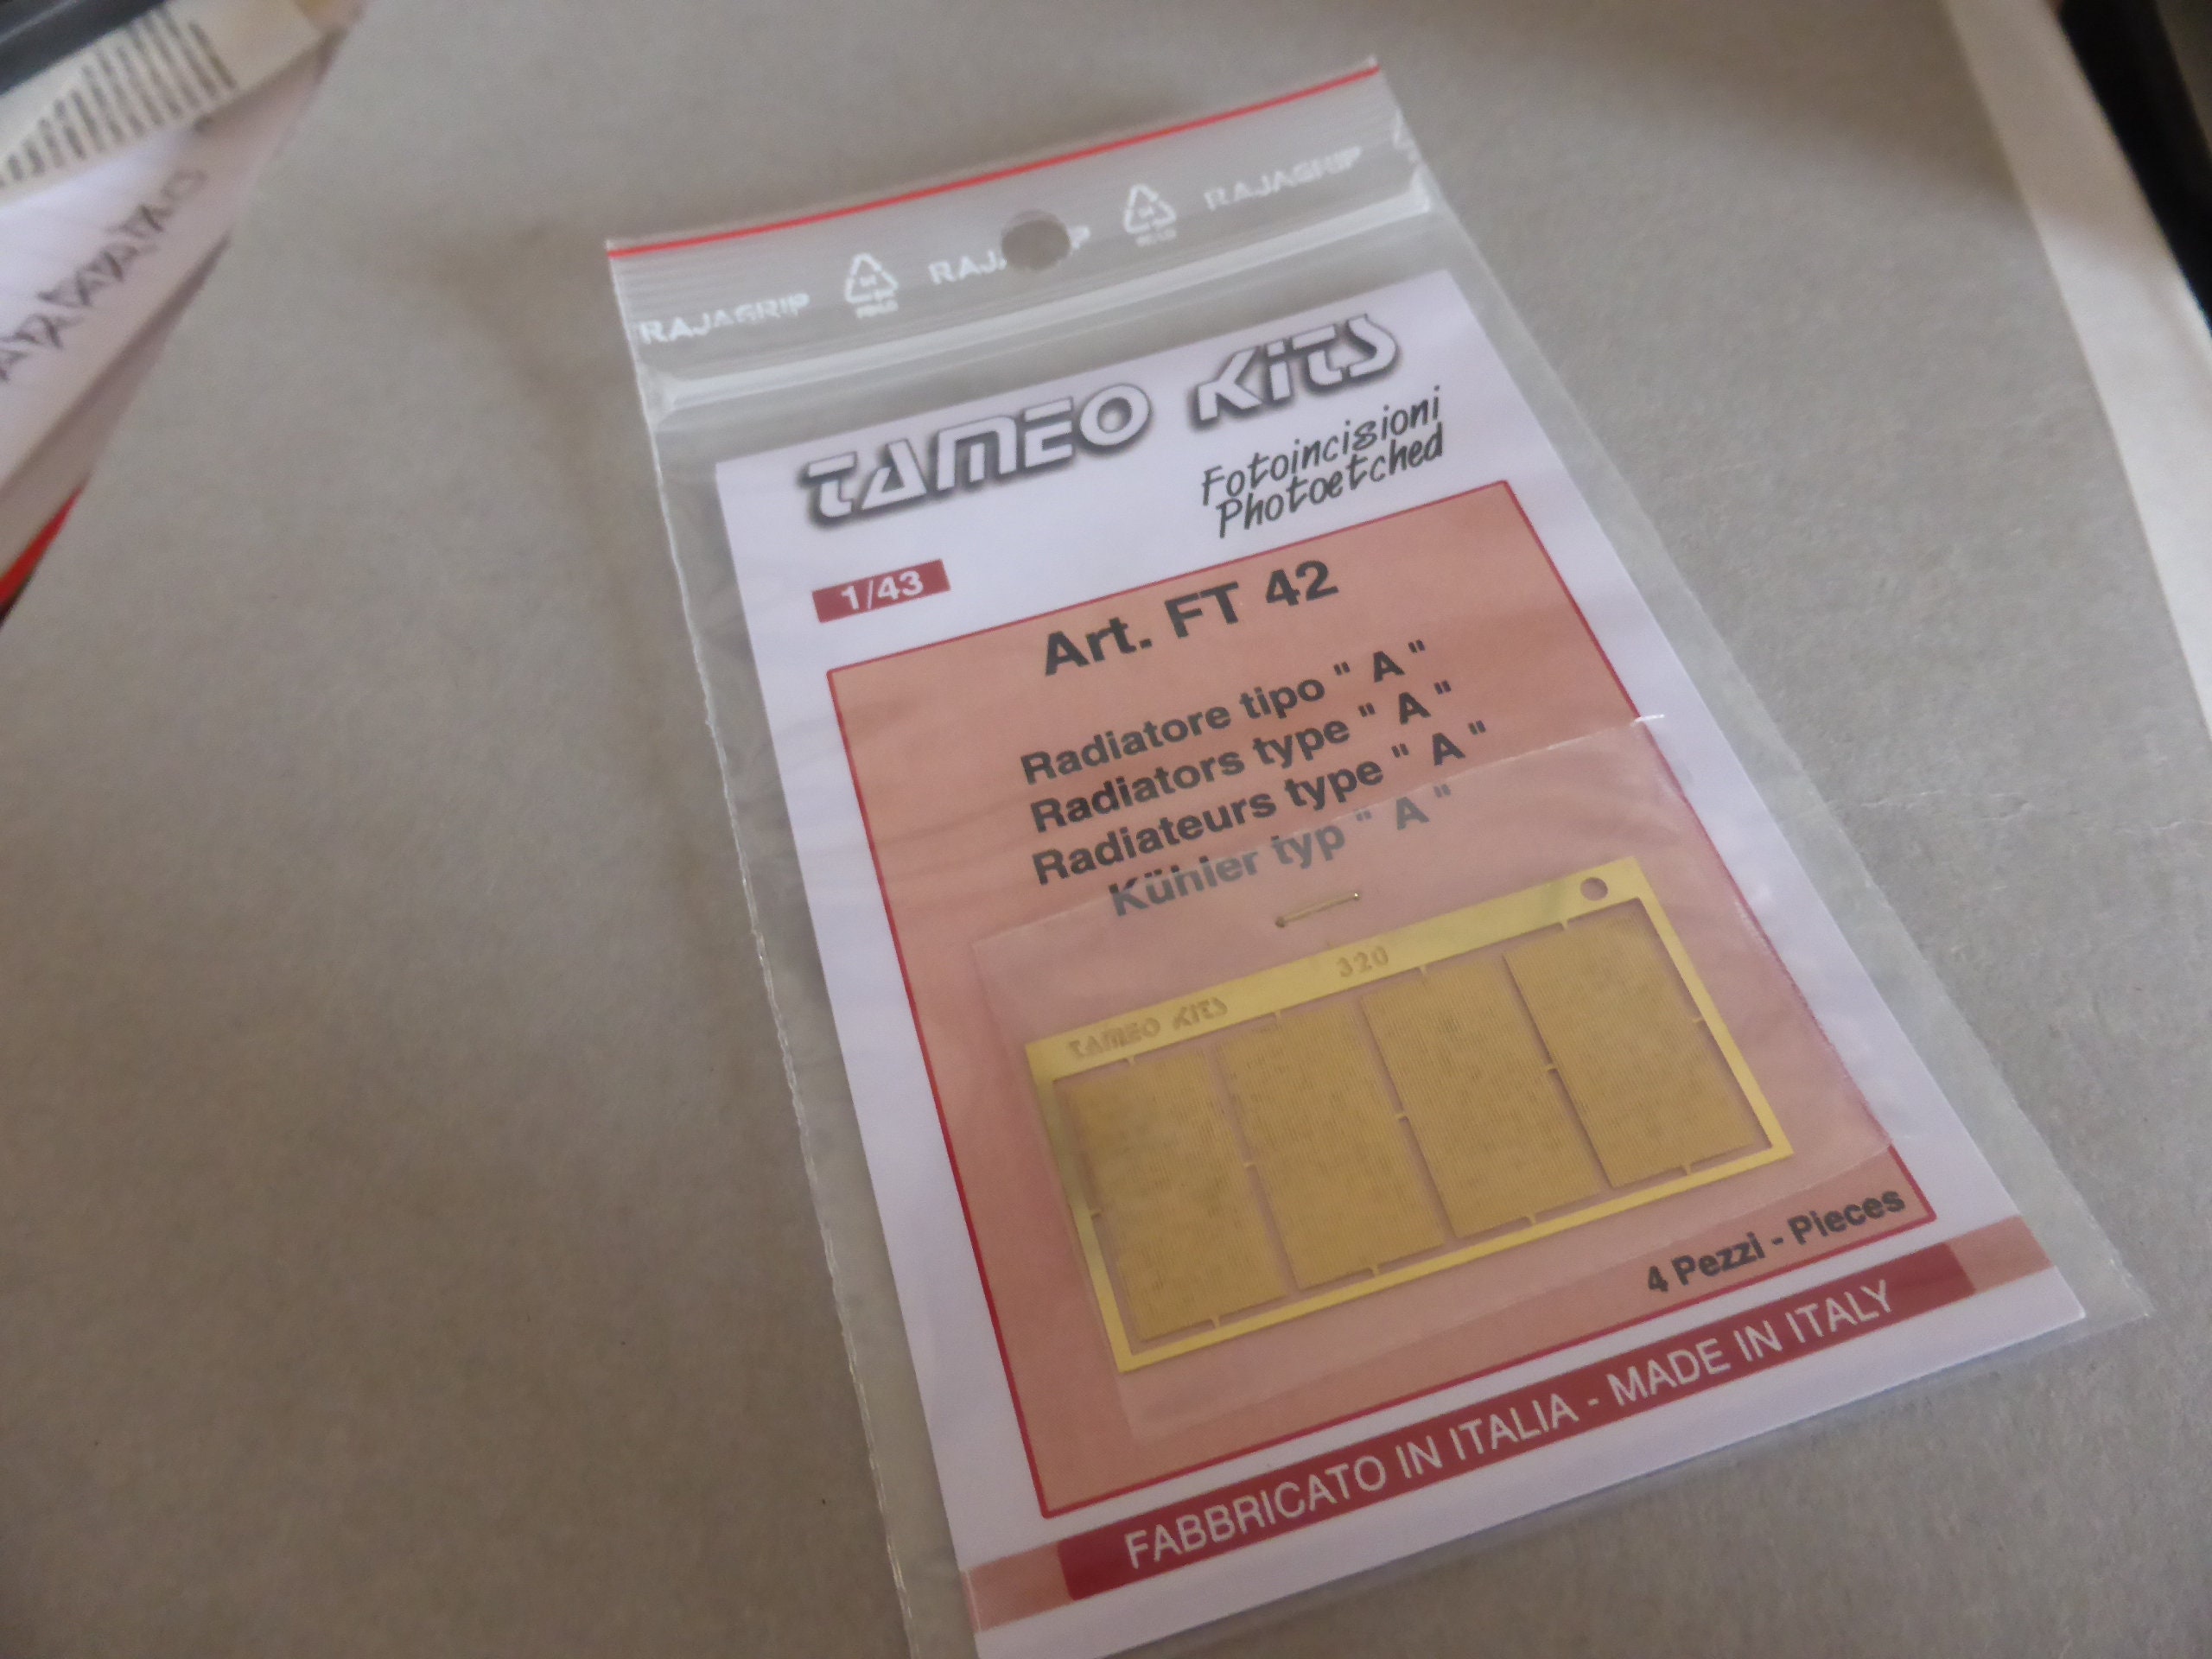 RAJAGRIP RAJAGRIP RAJAGRIP
TAMEO KITS
Fotoincisioni
Photoetched
1/43
Art. FT 42
Radiatore tipo " A "
Radiators type " A "
Radiateurs type " A "
Kühler typ " A "
320
TAMEO KITS
4 Pezzi - Pieces
FABBRICATO IN ITALIA - MADE IN ITALY